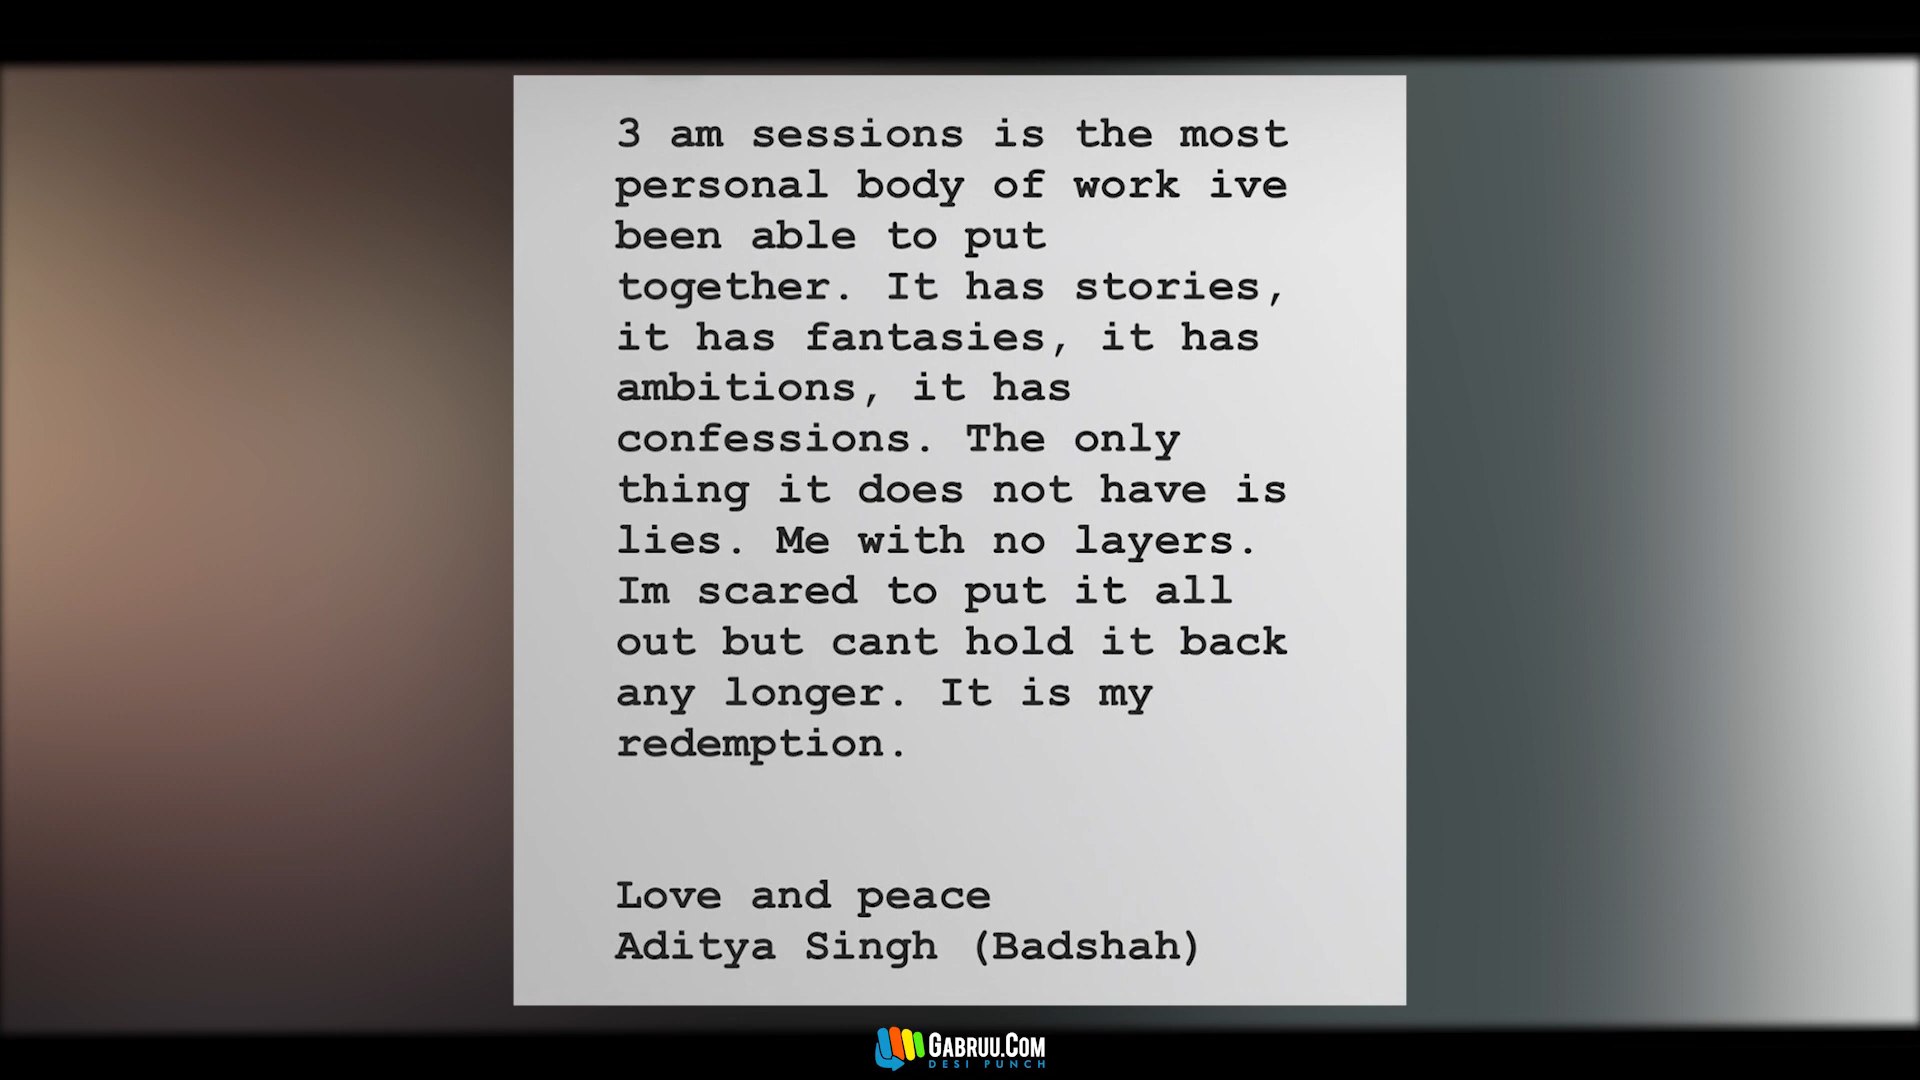 3 am sessions is the most
personal body of work ive
been able to put
together. It has stories,
it has fantasies, it has
ambitions, it has
confessions. The only
thing it does not have is
lies. Me with no layers.
Im scared to put it all
out but cant hold it back
any longer. It is my
redemption.
Love and peace
Aditya Singh (Badshah)
GABRUU.COM
DESI PUNCH